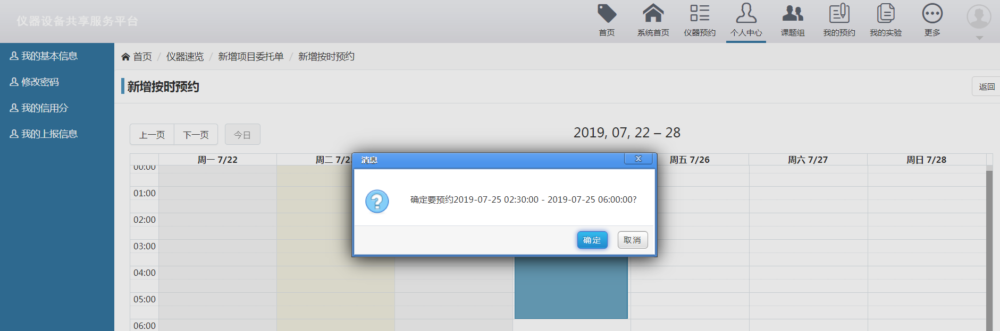 仪器设备共享服务平台
首页 系统首页 仪器预约 个人中心 课题组 我的预约 我的实验 更多
我的基本信息
修改密码
我的信用分
我的上报信息
首页 / 仪器速览 / 新增项目委托单 / 新增按时预约
新增按时预约
返回
上一页 下一页 今日
2019, 07, 22 – 28
周一 7/22 周二 7/2 周五 7/26 周六 7/27 周日 7/28
00:00
01:00
02:00
03:00
04:00
05:00
06:00
消息
确定要预约2019-07-25 02:30:00 - 2019-07-25 06:00:00?
确定 取消